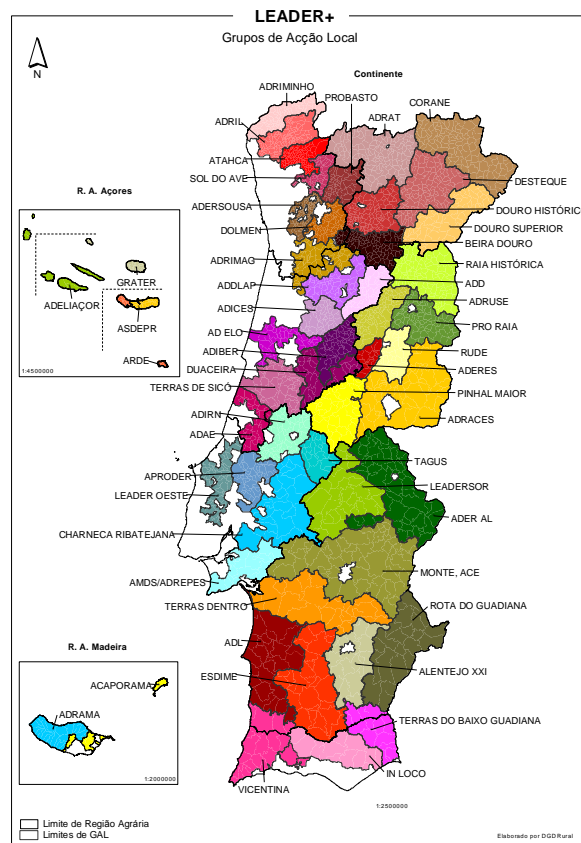 LEADER+
Grupos de Acção Local
N
Continente
ADRIMINHO
PROBASTO
CORANE
ADRIL
ADRAT
ATAHCA
SOL DO AVE
DESTEQUE
ADERSOUSA
DOURO HISTÓRIC
DOLMEN
DOURO SUPERIOR
BEIRA DOURO
ADRIMAG
RAIA HISTÓRICA
ADDLAP
ADD
ADICES
ADRUSE
AD ELO
PRO RAIA
ADIBER
RUDE
DUACEIRA
ADERES
TERRAS DE SICÓ
PINHAL MAIOR
ADIRN
ADRACES
ADAE
TAGUS
APRODER
LEADERSOR
LEADER OESTE
ADER AL
CHARNECA RIBATEJANA
MONTE, ACE
AMDS/ADREPES
ROTA DO GUADIANA
TERRAS DENTRO
ADL
ALENTEJO XXI
ESDIME
TERRAS DO BAIXO GUADIANA
IN LOCO
VICENTINA
1:2500000
R. A. Açores
GRATER
ADELIAÇOR
ASDEPR
ARDE
1:4500000
R. A. Madeira
ACAPORAMA
ADRAMA
1:2000000
Limite de Região Agrária
Limites de GAL
Elaborado por DGDRural